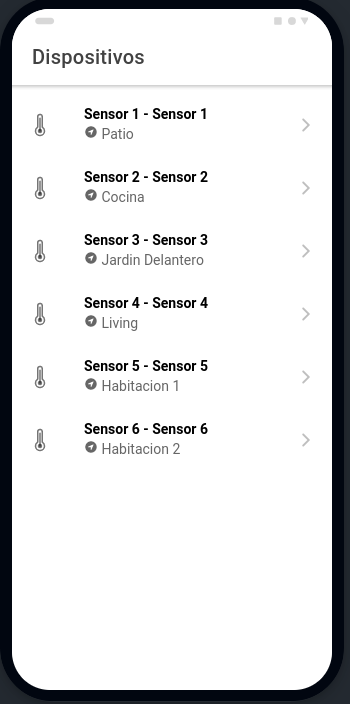 Dispositivos
Sensor 1 - Sensor 1
Patio
Sensor 2 - Sensor 2
Cocina
Sensor 3 - Sensor 3
Jardin Delantero
Sensor 4 - Sensor 4
Living
Sensor 5 - Sensor 5
Habitacion 1
Sensor 6 - Sensor 6
Habitacion 2